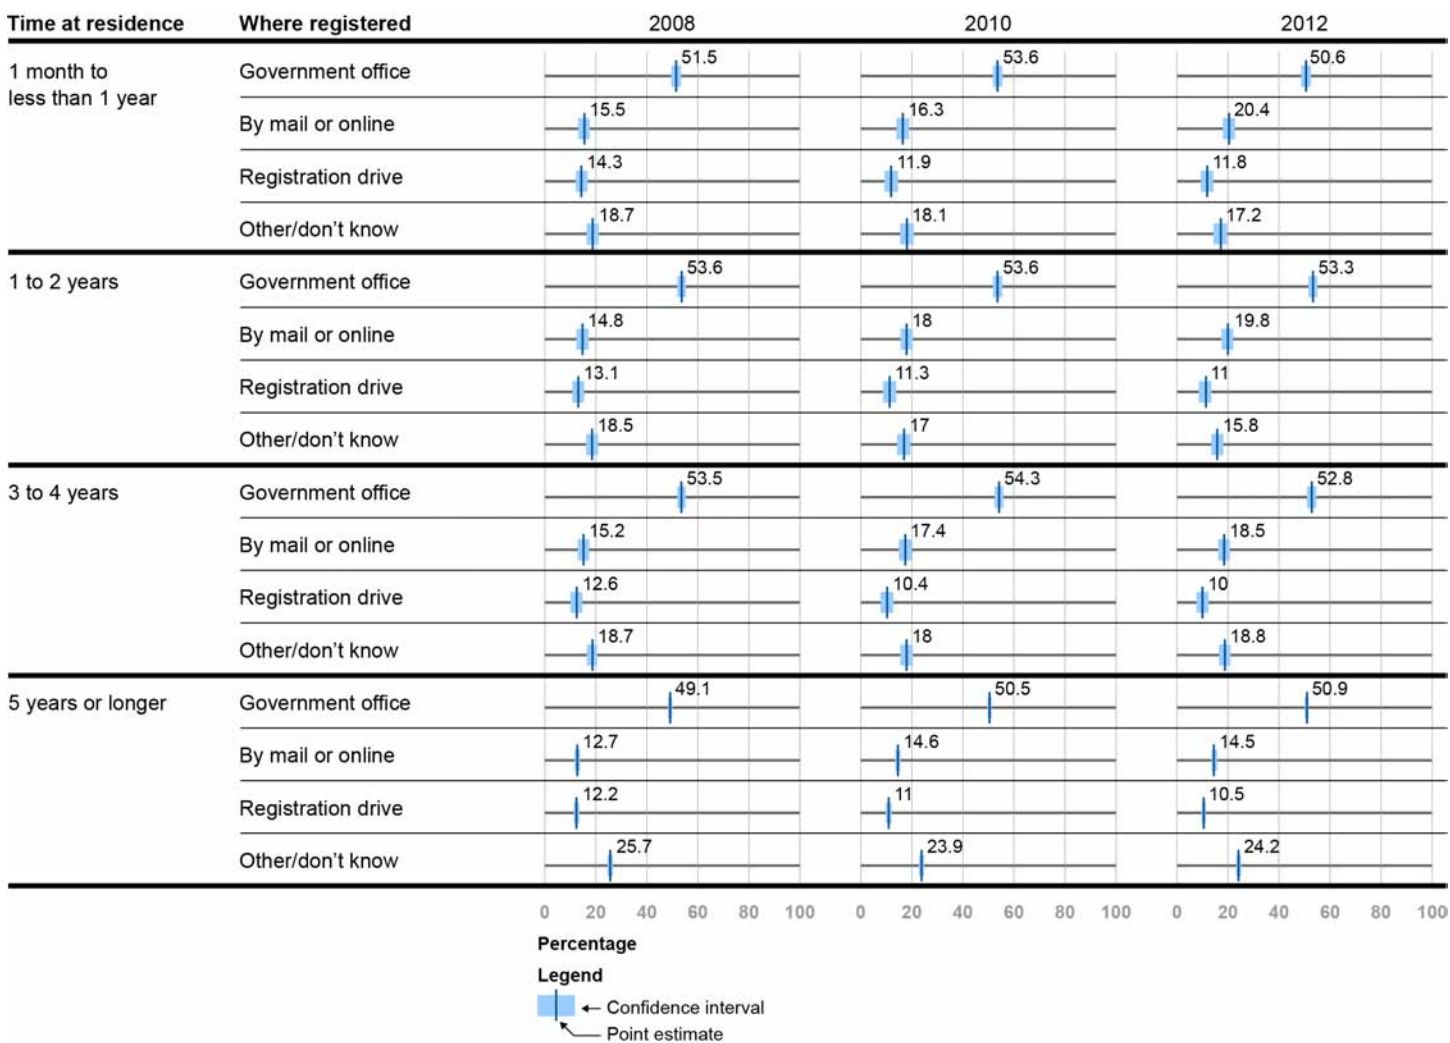 Time at residence Where registered 2008 2010 2012
1 month to
less than 1 year
Government office 51.5 53.6 50.6
By mail or online 15.5 16.3 20.4
Registration drive 14.3 11.9 11.8
Other/don't know 18.7 18.1 17.2
1 to 2 years Government office 53.6 53.6 53.3
By mail or online 14.8 18 19.8
Registration drive 13.1 11.3 11
Other/don't know 18.5 17 15.8
3 to 4 years Government office 53.5 54.3 52.8
By mail or online 15.2 17.4 18.5
Registration drive 12.6 10.4 10
Other/don't know 18.7 18 18.8
5 years or longer Government office 49.1 50.5 50.9
By mail or online 12.7 14.6 14.5
Registration drive 12.2 11 10.5
Other/don't know 25.7 23.9 24.2
0 20 40 60 80 100 0 20 40 60 80 100 0 20 40 60 80 100
Percentage
Legend
Confidence interval
Point estimate